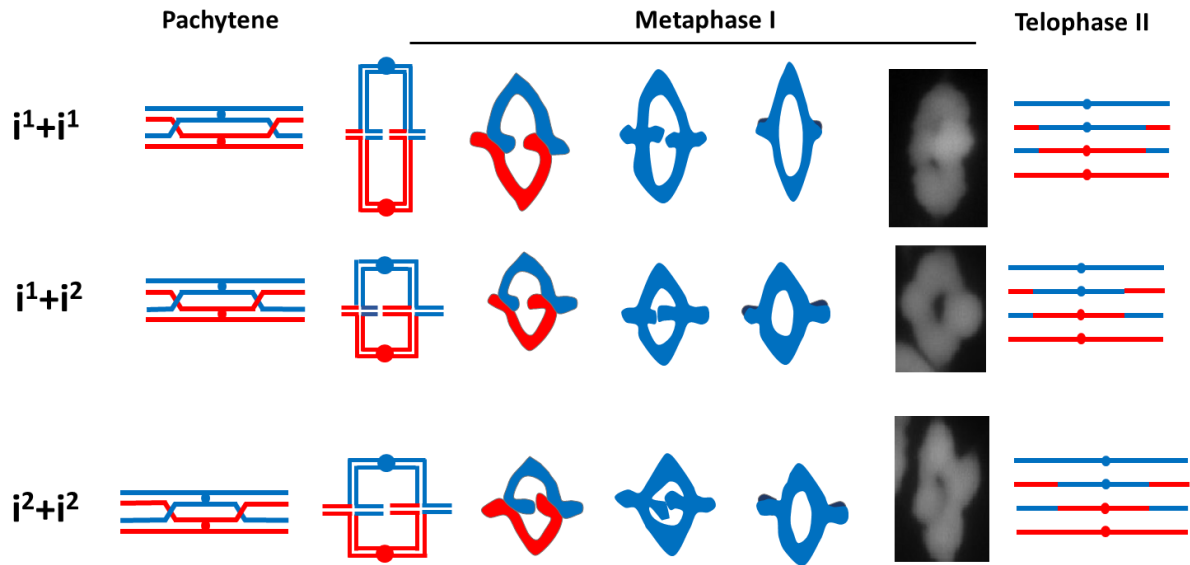 Pachytene
Metaphase I
Telophase II
i¹+i¹
i¹+i²
i²+i²